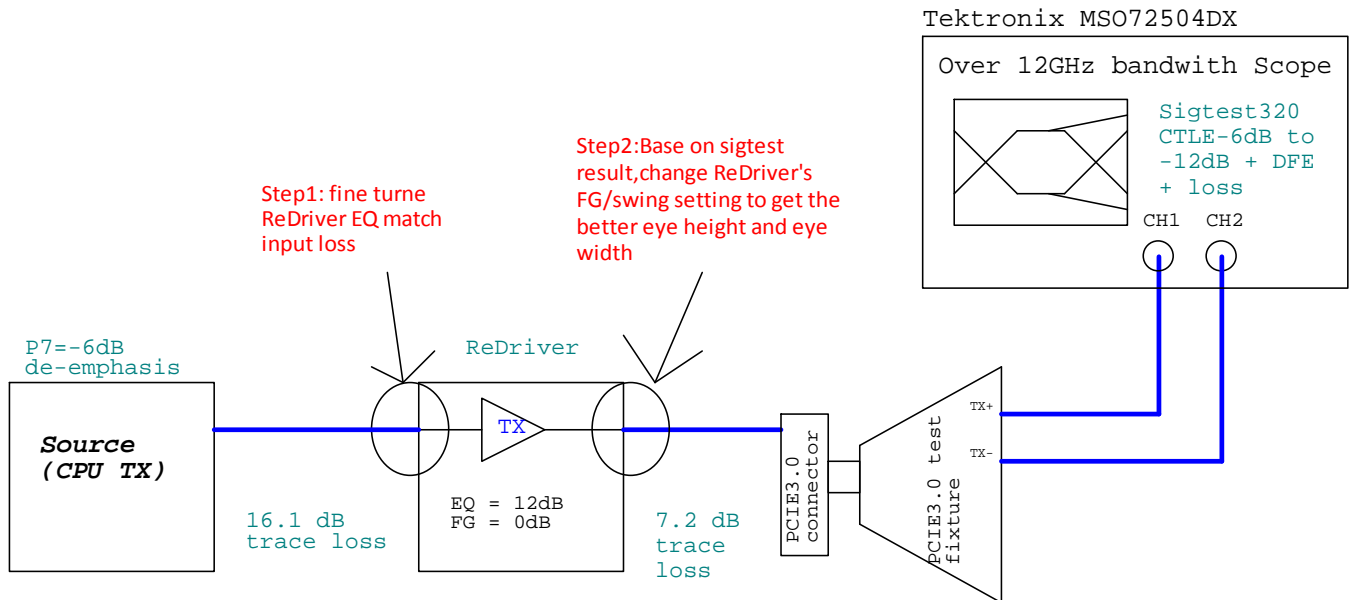 Tektronix MSO72504DX
Over 12GHz bandwith Scope
Sigtest320
CTLE-6dB to
-12dB + DFE
+ loss
CH1
CH2
Step1: fine turne
ReDriver EQ match
input loss
Step2:Base on sigtest
result,change ReDriver's
FG/swing setting to get the
better eye height and eye
width
P7=-6dB
de-emphasis
Source
(CPU TX)
16.1 dB
trace loss
ReDriver
TX
EQ = 12dB
FG = 0dB
7.2 dB
trace
loss
PCIE3.0
connector
PCIE3.0 test
fixture
TX+
TX-